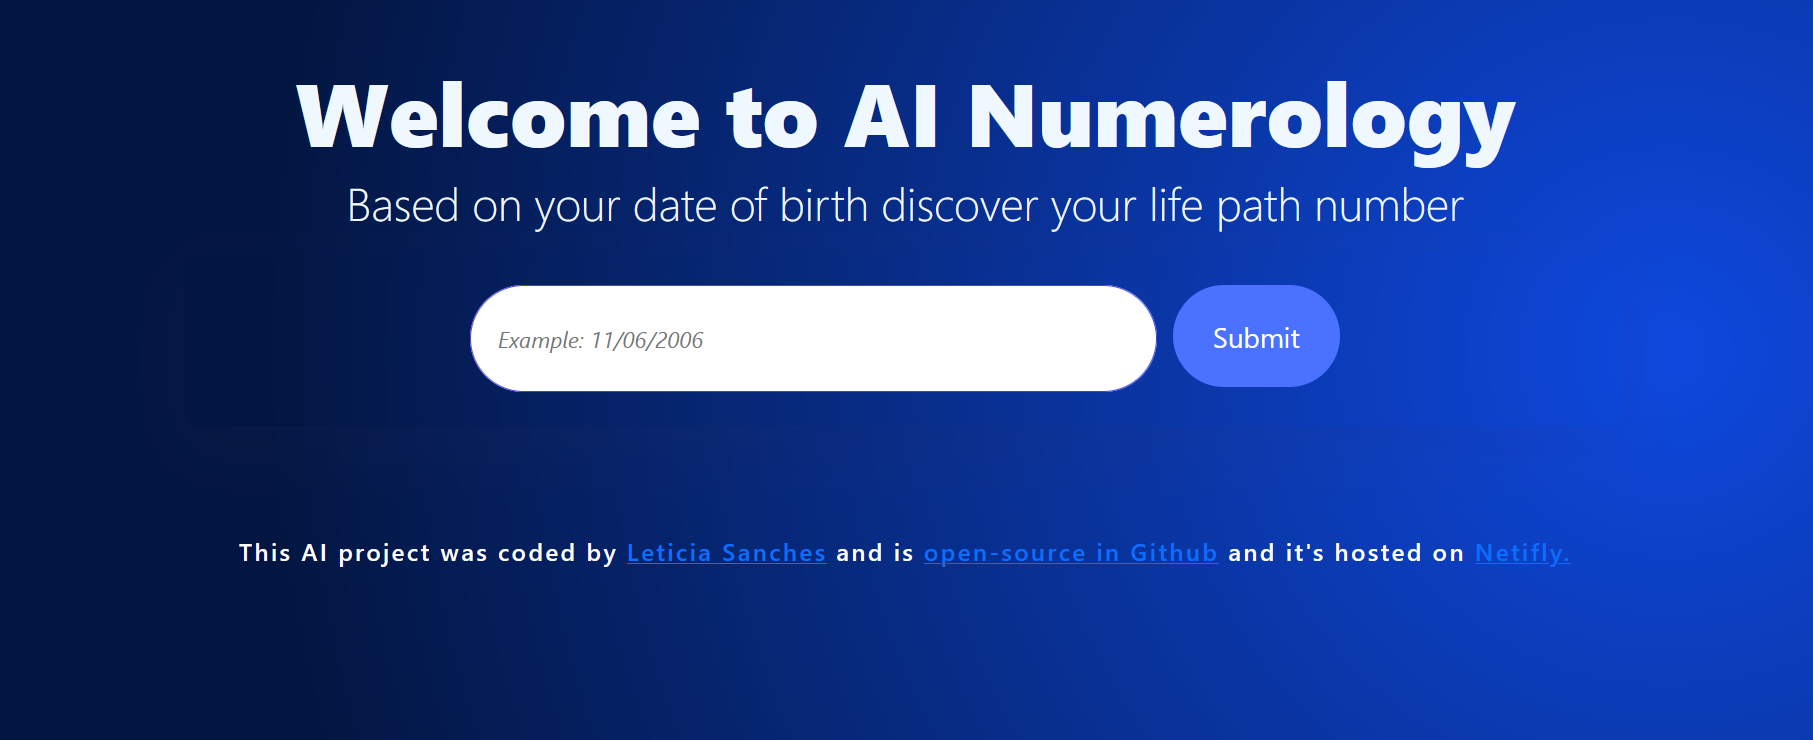 Welcome to AI Numerology
Based on your date of birth discover your life path number
Example: 11/06/2006
Submit
This AI project was coded by Leticia Sanches and is open-source in Github and it's hosted on Netifly.